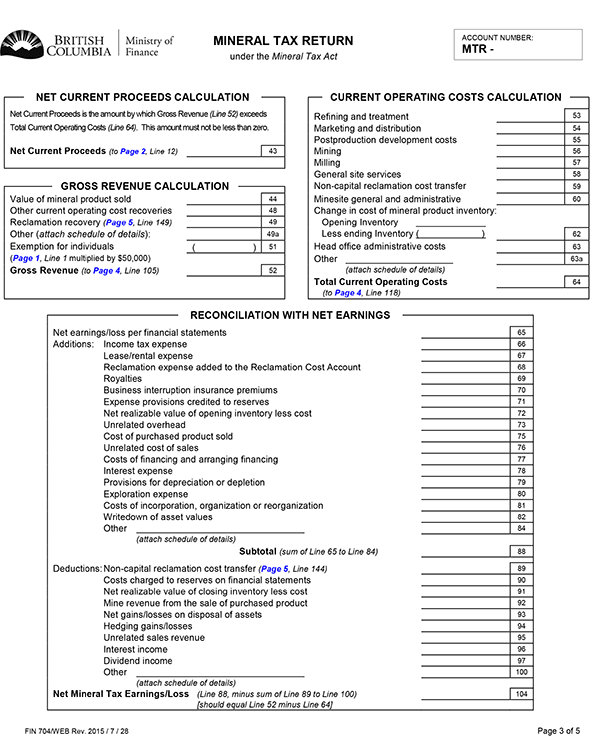 BRITISH COLUMBIA
Ministry of Finance
MINERAL TAX RETURN
under the Mineral Tax Act
ACCOUNT NUMBER:
MTR -
NET CURRENT PROCEEDS CALCULATION
Net Current Proceeds is the amount by which Gross Revenue (Line 52) exceeds
Total Current Operating Costs (Line 64). This amount must not be less than zero.
Net Current Proceeds (to Page 2, Line 12) 43
GROSS REVENUE CALCULATION
Value of mineral product sold 44
Other current operating cost recoveries 48
Reclamation recovery (Page 5, Line 149) 49
Other (attach schedule of details): 49a
Exemption for individuals ( ) 51
(Page 1, Line 1 multiplied by $50,000)
Gross Revenue (to Page 4, Line 105) 52
CURRENT OPERATING COSTS CALCULATION
Refining and treatment 53
Marketing and distribution 54
Postproduction development costs 55
Mining 56
Milling 57
General site services 58
Non-capital reclamation cost transfer 59
Minesite general and administrative 60
Change in cost of mineral product inventory:
Opening Inventory
Less ending Inventory ( ) 62
Head office administrative costs 63
Other 63a
(attach schedule of details)
Total Current Operating Costs 64
(to Page 4, Line 118)
RECONCILIATION WITH NET EARNINGS
Net earnings/loss per financial statements 65
Additions: Income tax expense 66
Lease/rental expense 67
Reclamation expense added to the Reclamation Cost Account 68
Royalties 69
Business interruption insurance premiums 70
Expense provisions credited to reserves 71
Net realizable value of opening inventory less cost 72
Unrelated overhead 73
Cost of purchased product sold 75
Unrelated cost of sales 76
Costs of financing and arranging financing 77
Interest expense 78
Provisions for depreciation or depletion 79
Exploration expense 80
Costs of incorporation, organization or reorganization 81
Writedown of asset values 82
Other 84
(attach schedule of details)
Subtotal (sum of Line 65 to Line 84) 88
Deductions: Non-capital reclamation cost transfer (Page 5, Line 144) 89
Costs charged to reserves on financial statements 90
Net realizable value of closing inventory less cost 91
Mine revenue from the sale of purchased product 92
Net gains/losses on disposal of assets 93
Hedging gains/losses 94
Unrelated sales revenue 95
Interest income 96
Dividend income 97
Other 100
(attach schedule of details)
Net Mineral Tax Earnings/Loss (Line 88, minus sum of Line 89 to Line 100) 104
[should equal Line 52 minus Line 64]
FIN 704/WEB Rev. 2015 / 7 / 28
Page 3 of 5